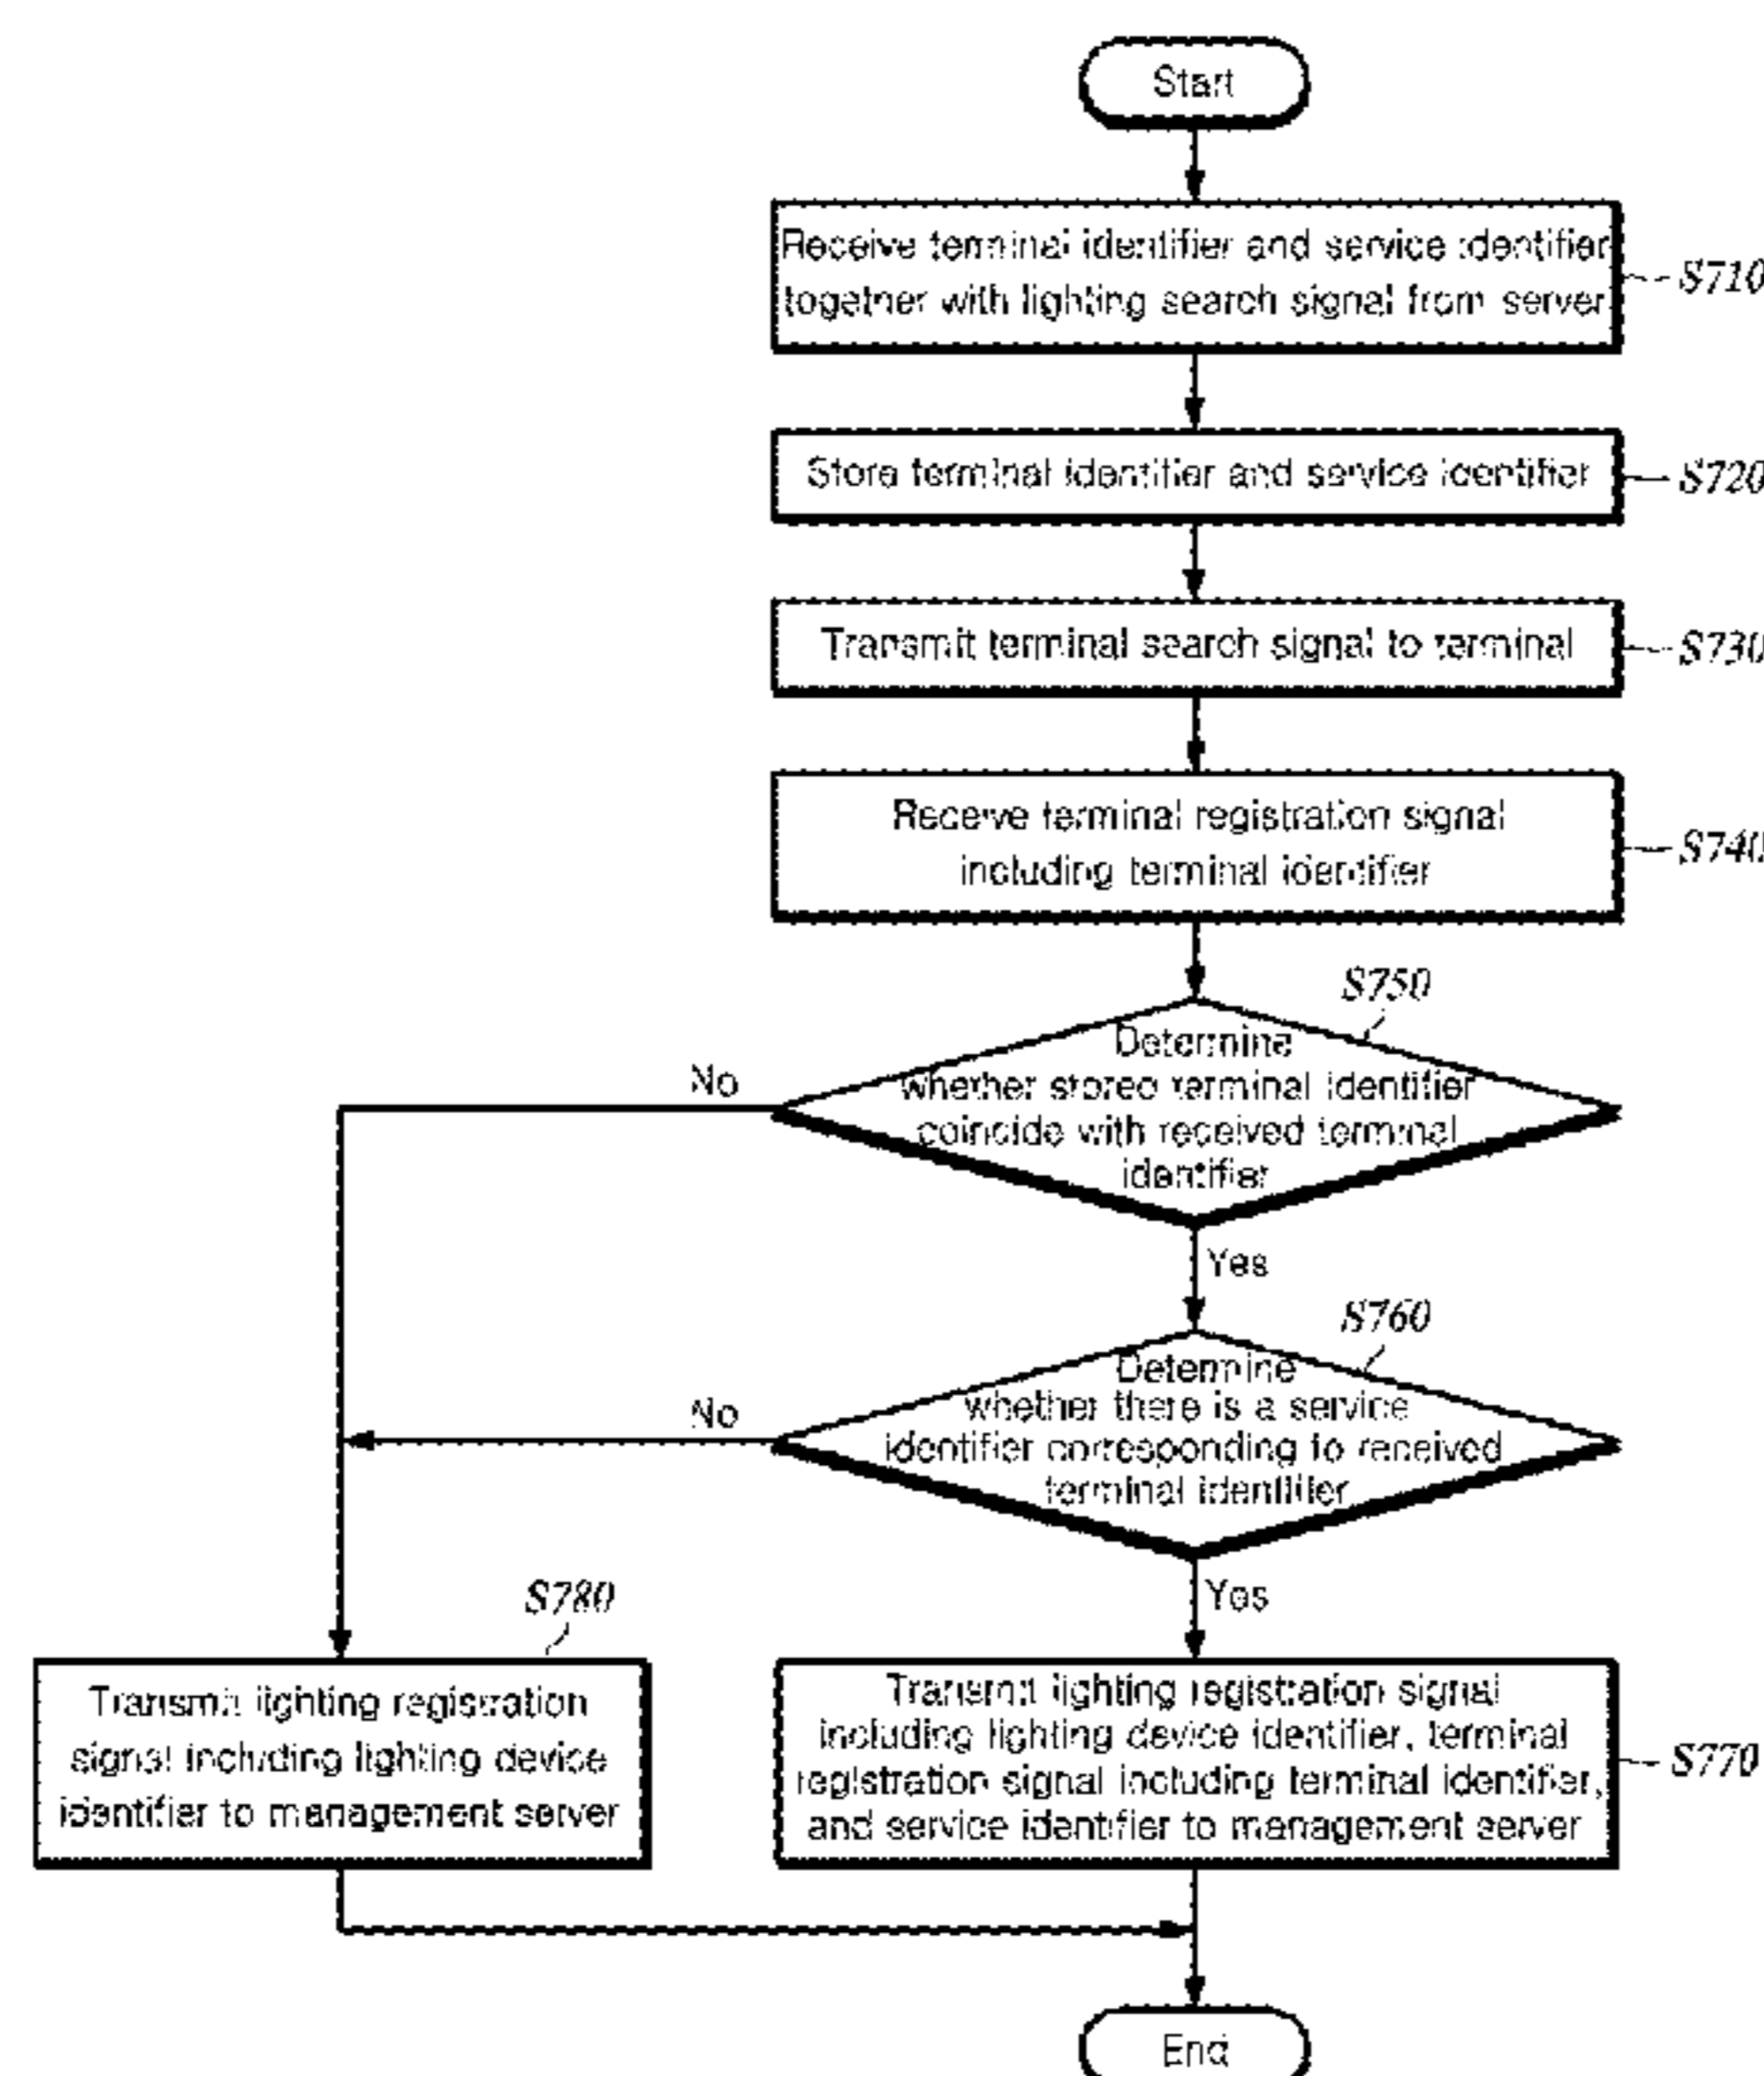 Start
Receive terminal identifier and service identifier
together with lighting search signal from server
S710
Store terminal identifier and service identifier
S720
Transmit terminal search signal to terminal
S730
Receive terminal registration signal
including terminal identifier
S740
S750
Determine
whether stored terminal identifier
coincide with received terminal
identifier
No
Yes
S760
Determine
whether there is a service
identifier corresponding to received
terminal identifier
No
Yes
S780
Transmit lighting registration
signal including lighting device
identifier to management server
Transmit lighting registration signal
including lighting device identifier, terminal
registration signal including terminal identifier,
and service identifier to management server
S770
End